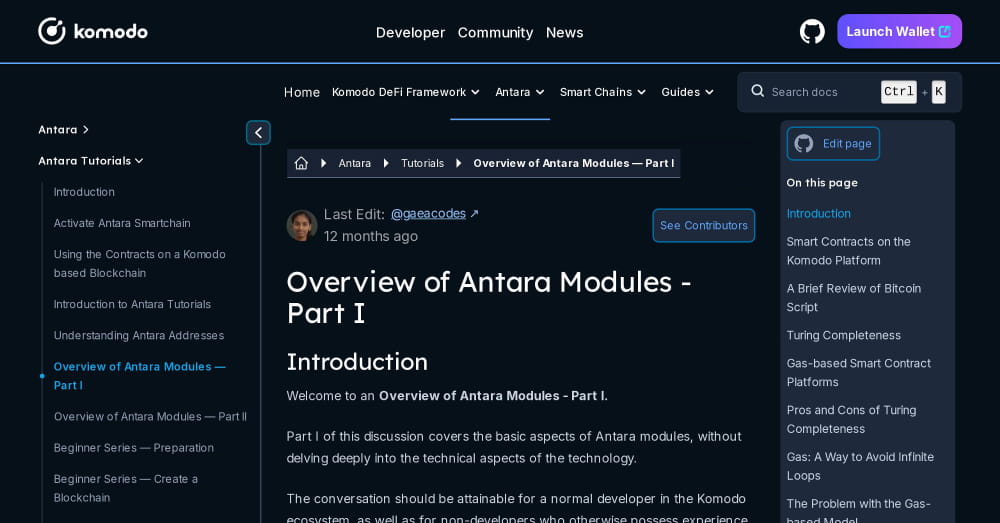 komodo
Developer Community News
Launch Wallet
Home Komodo DeFi Framework Antara Smart Chains Guides
Search docs Ctrl + K
Antara
Antara Tutorials
Introduction
Activate Antara Smartchain
Using the Contracts on a Komodo
based Blockchain
Introduction to Antara Tutorials
Understanding Antara Addresses
Overview of Antara Modules —
Part I
Overview of Antara Modules — Part II
Beginner Series — Preparation
Beginner Series — Create a
Blockchain
Antara Tutorials Overview of Antara Modules — Part I
Last Edit: @gaeacodes ↗
12 months ago
See Contributors
Overview of Antara Modules -
Part I
Introduction
Welcome to an Overview of Antara Modules - Part I.
Part I of this discussion covers the basic aspects of Antara modules, without
delving deeply into the technical aspects of the technology.
The conversation should be attainable for a normal developer in the Komodo
ecosystem, as well as for non-developers who otherwise possess experience
Edit page
On this page
Introduction
Smart Contracts on the
Komodo Platform
A Brief Review of Bitcoin
Script
Turing Completeness
Gas-based Smart Contract
Platforms
Pros and Cons of Turing
Completeness
Gas: A Way to Avoid Infinite
Loops
The Problem with the Gas-
based Model